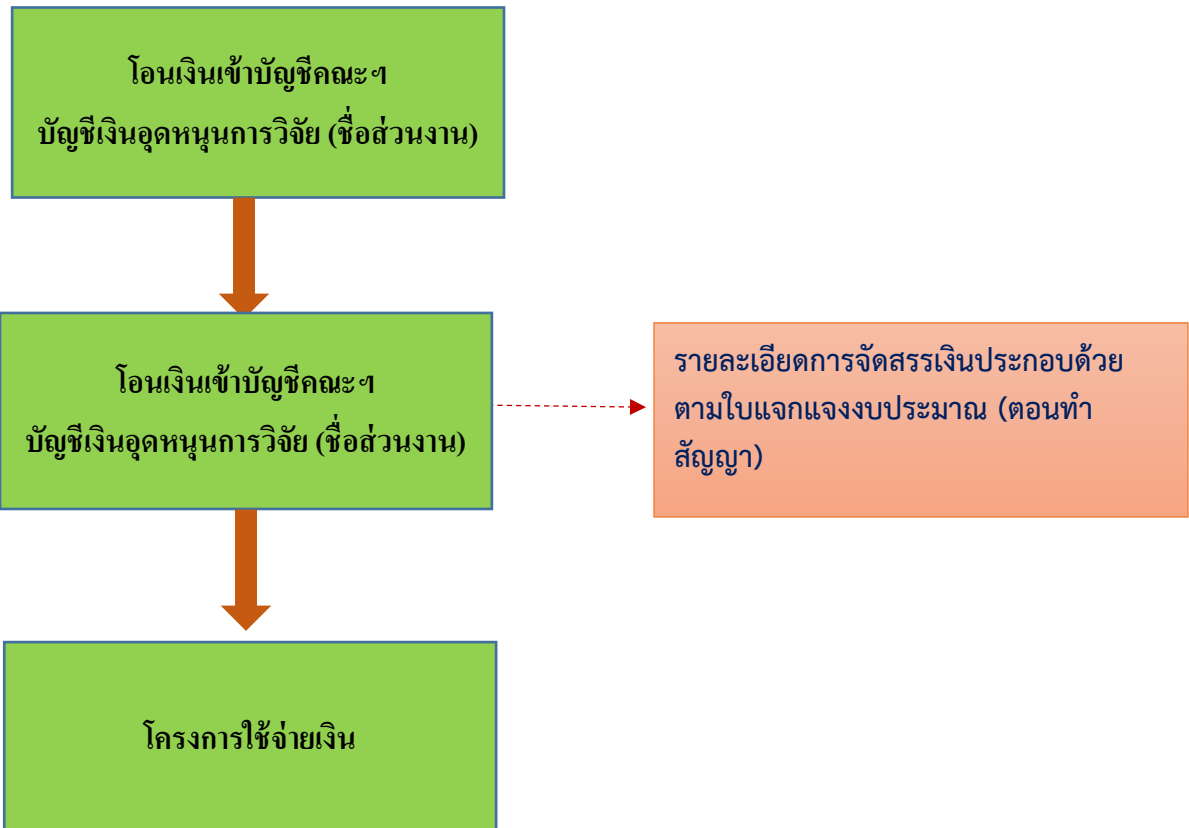 โอนเงินเข้าบัญชีคณะฯ
บัญชีเงินอุดหนุนการวิจัย (ชื่อส่วนงาน)
โอนเงินเข้าบัญชีคณะฯ
บัญชีเงินอุดหนุนการวิจัย (ชื่อส่วนงาน)
รายละเอียดการจัดสรรเงินประกอบด้วย
ตามใบแจกแจงงบประมาณ (ตอนทำ
สัญญา)
โครงการใช้จ่ายเงิน